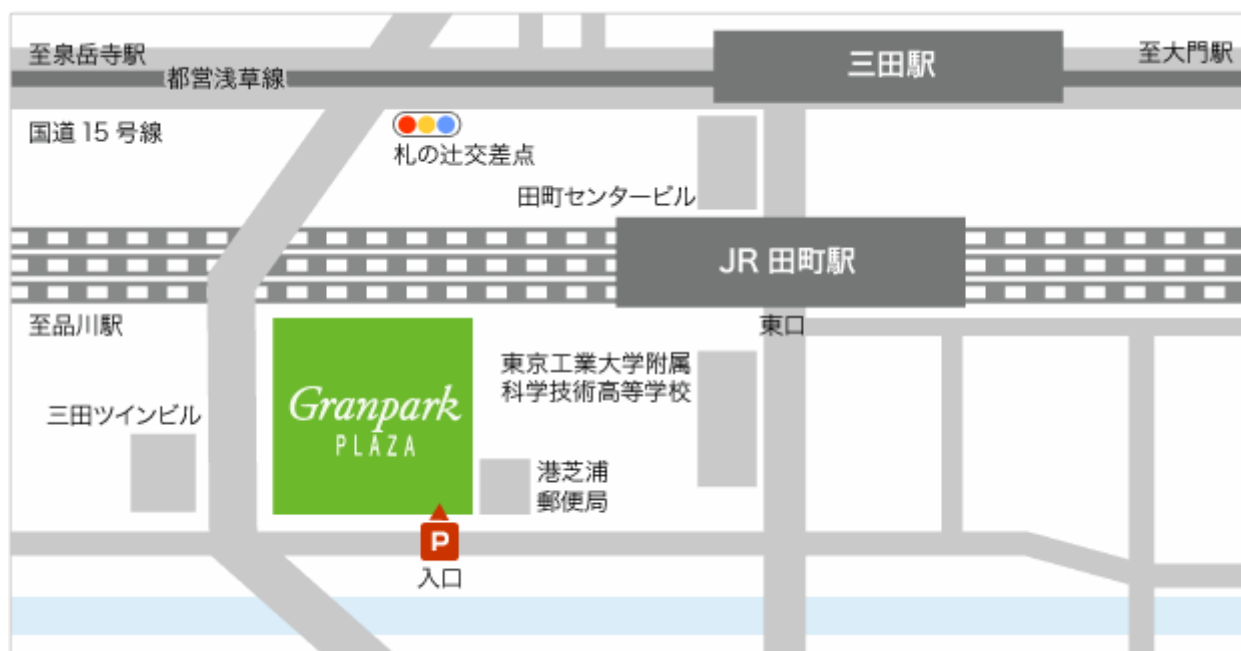 至泉岳寺駅
都営浅草線
三田駅
至大門駅
国道15号線
札の辻交差点
田町センタービル
JR 田町駅
至品川駅
東口
Granpark
PLAZA
東京工業大学附属
科学技術高等学校
三田ツインビル
港芝浦
郵便局
P
入口